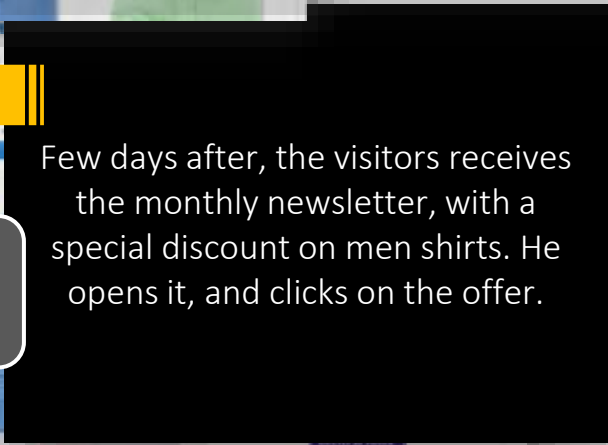 Few days after, the visitors receives
the monthly newsletter, with a
special discount on men shirts. He
opens it, and clicks on the offer.